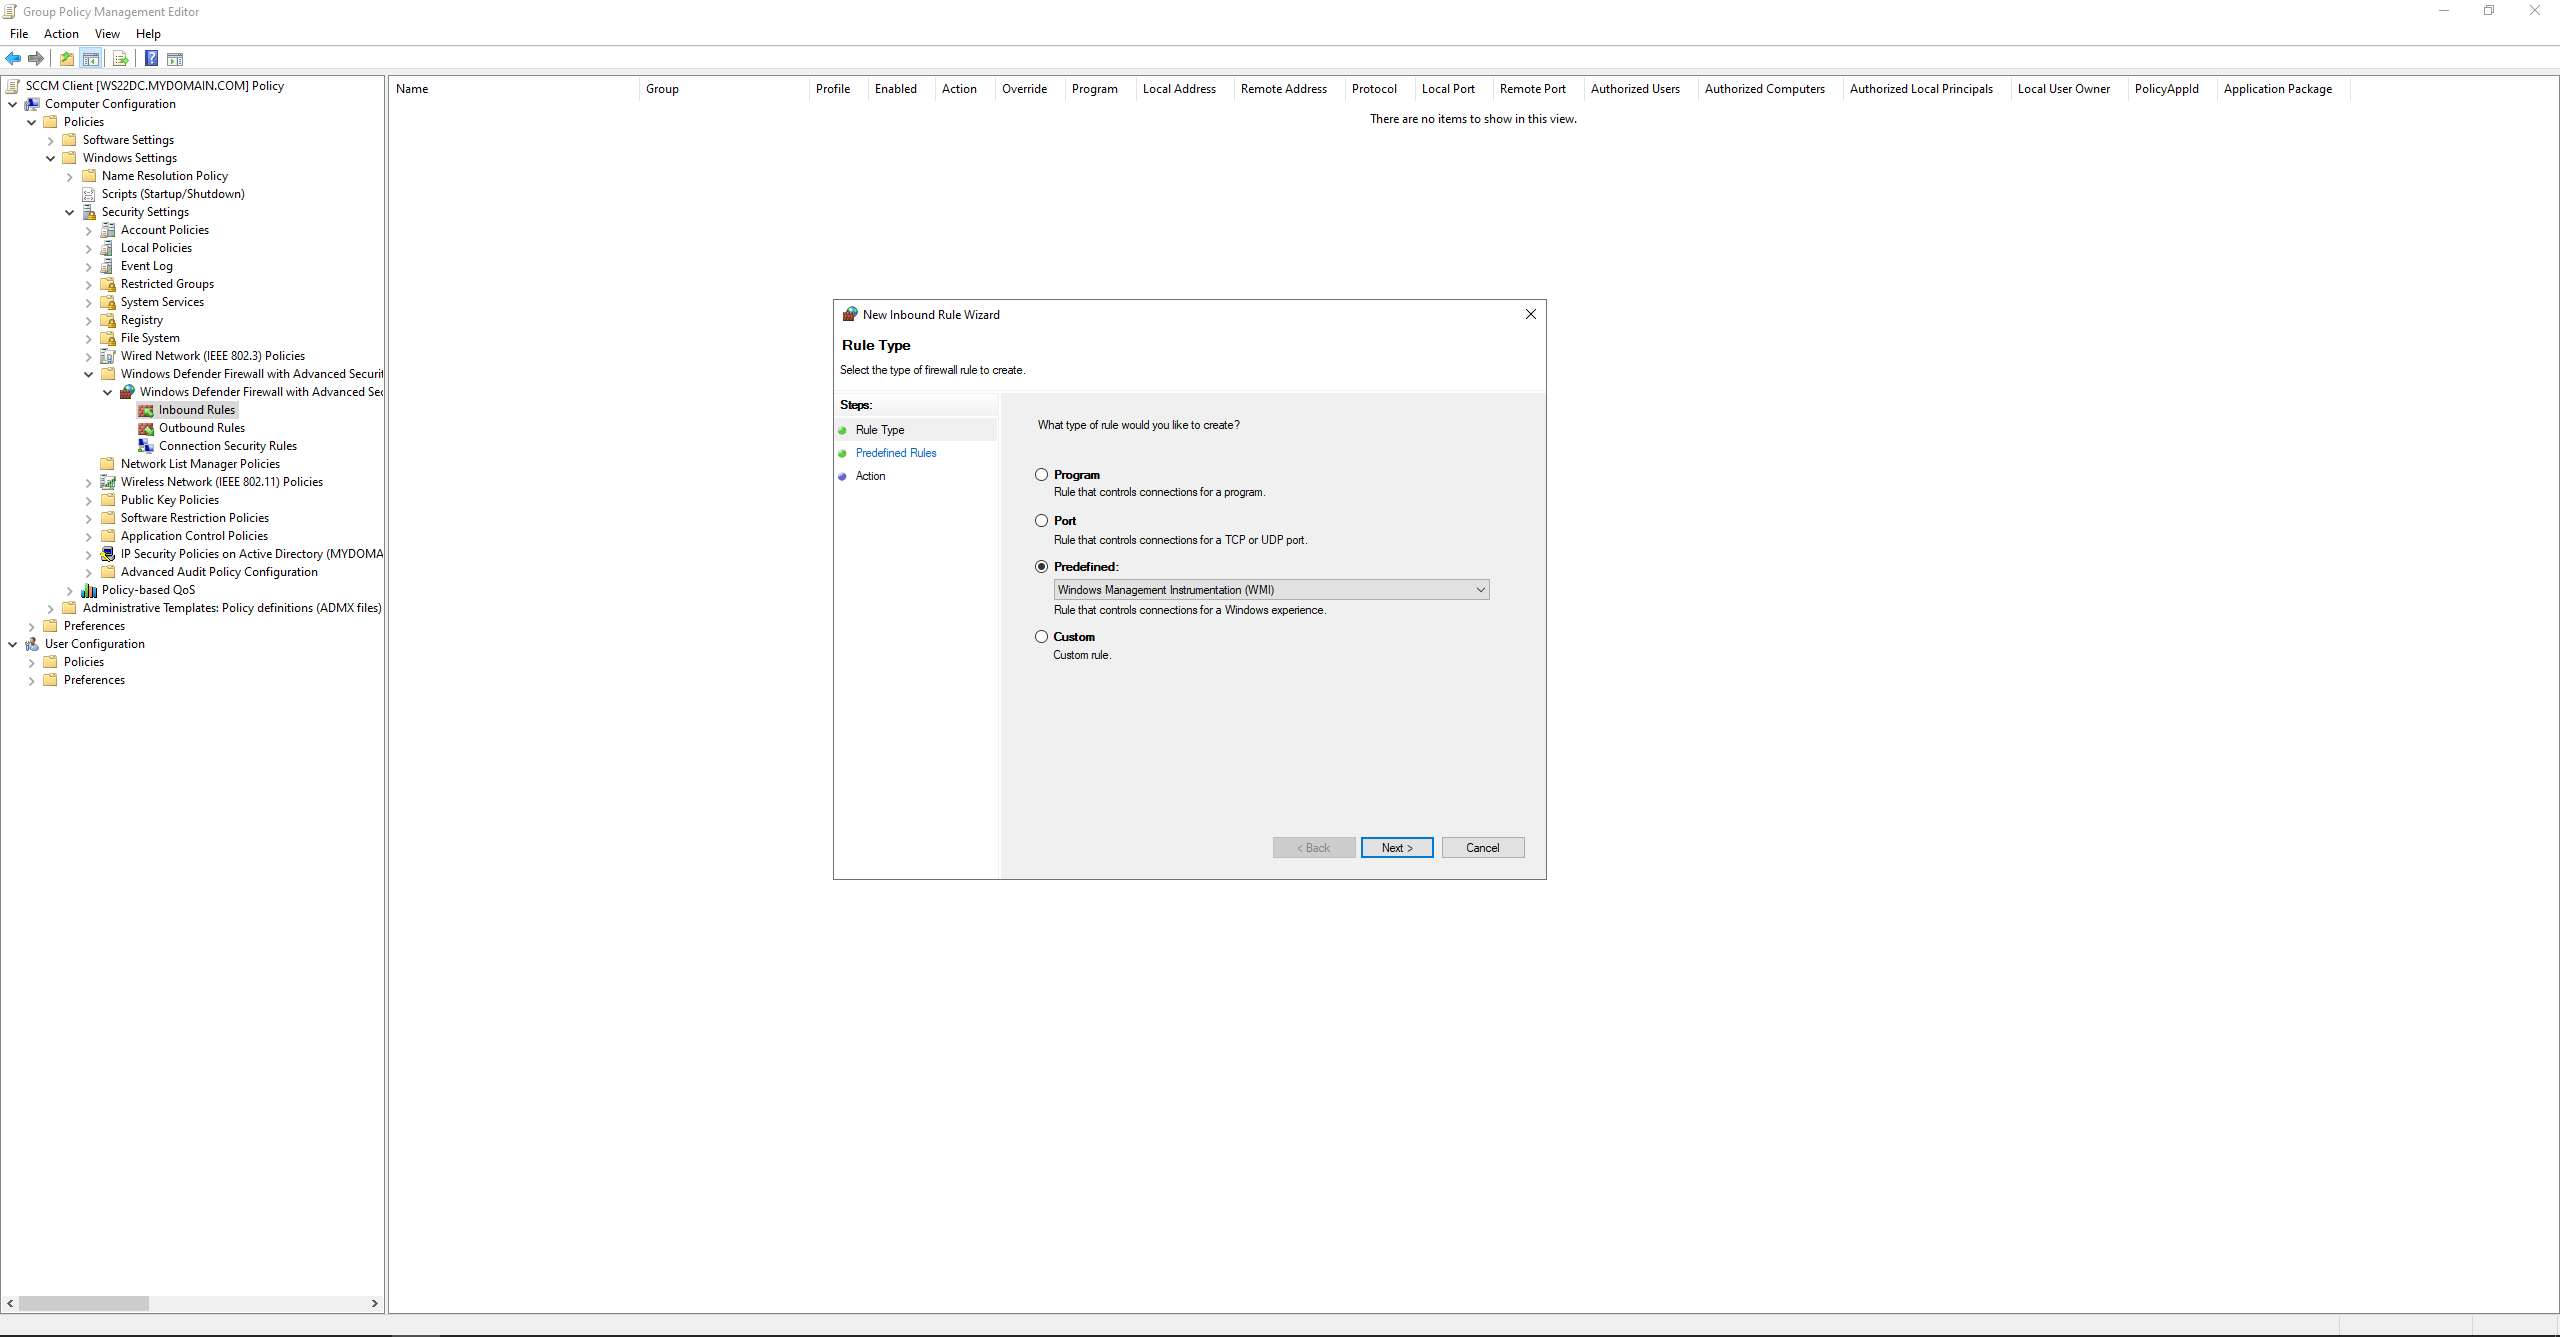 Group Policy Management Editor
File Action View Help
SCCM Client [WS22DC.MYDOMAIN.COM] Policy
Computer Configuration
Policies
Software Settings
Windows Settings
Name Resolution Policy
Scripts (Startup/Shutdown)
Security Settings
Account Policies
Local Policies
Event Log
Restricted Groups
System Services
Registry
File System
Wired Network (IEEE 802.3) Policies
Windows Defender Firewall with Advanced Securit
Windows Defender Firewall with Advanced Sec
Inbound Rules
Outbound Rules
Connection Security Rules
Network List Manager Policies
Wireless Network (IEEE 802.11) Policies
Public Key Policies
Software Restriction Policies
Application Control Policies
IP Security Policies on Active Directory (MYDOMA
Advanced Audit Policy Configuration
Policy-based QoS
Administrative Templates: Policy definitions (ADMX files)
Preferences
User Configuration
Policies
Preferences
Name Group Profile Enabled Action Override Program Local Address Remote Address Protocol Local Port Remote Port Authorized Users Authorized Computers Authorized Local Principals Local User Owner PolicyAppId Application Package
There are no items to show in this view.
New Inbound Rule Wizard
Rule Type
Select the type of firewall rule to create.
Steps:
Rule Type
Predefined Rules
Action
What type of rule would you like to create?
Program
Rule that controls connections for a program.
Port
Rule that controls connections for a TCP or UDP port.
Predefined:
Windows Management Instrumentation (WMI)
Rule that controls connections for a Windows experience.
Custom
Custom rule.
< Back Next > Cancel